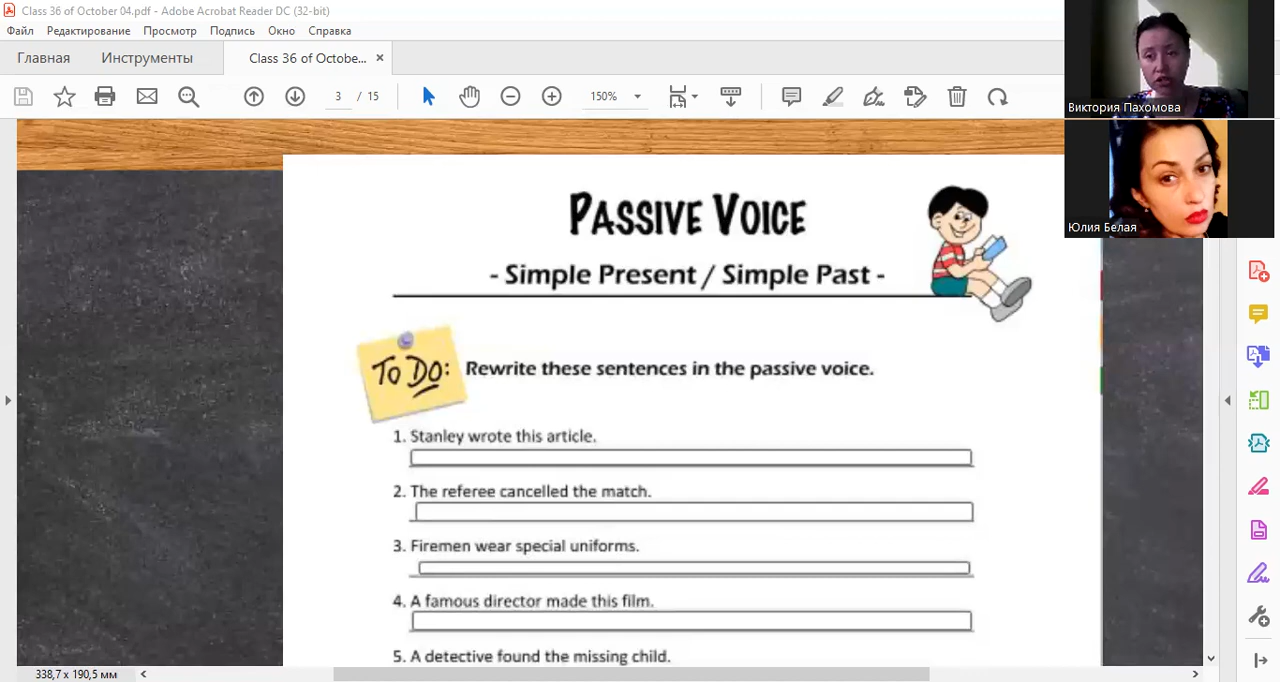 Class 36 of October 04.pdf - Adobe Acrobat Reader DC (32-bit)
Файл Редактирование Просмотр Подпись Окно Справка
Главная Инструменты Class 36 of Octobe... ×
3 / 15 150%
Виктория Пахомова
Юлия Белая
PASSIVE VOICE
- Simple Present / Simple Past -
TO DO: Rewrite these sentences in the passive voice.
1. Stanley wrote this article.
2. The referee cancelled the match.
3. Firemen wear special uniforms.
4. A famous director made this film.
5. A detective found the missing child.
338,7 x 190,5 мм